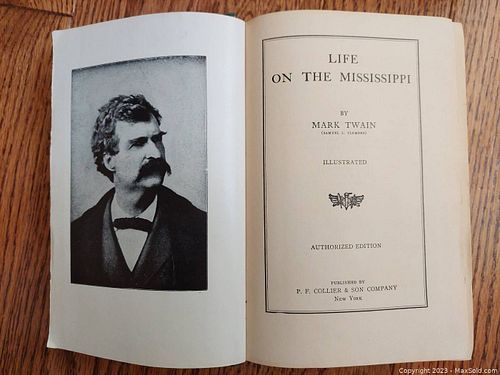 LIFE
ON THE MISSISSIPPI
BY
MARK TWAIN
(SAMUEL L. CLEMENS)
ILLUSTRATED
AUTHORIZED EDITION
PUBLISHED BY
P. F. COLLIER & SON COMPANY
NEW YORK
Copyright 2023 - MaxSold.com